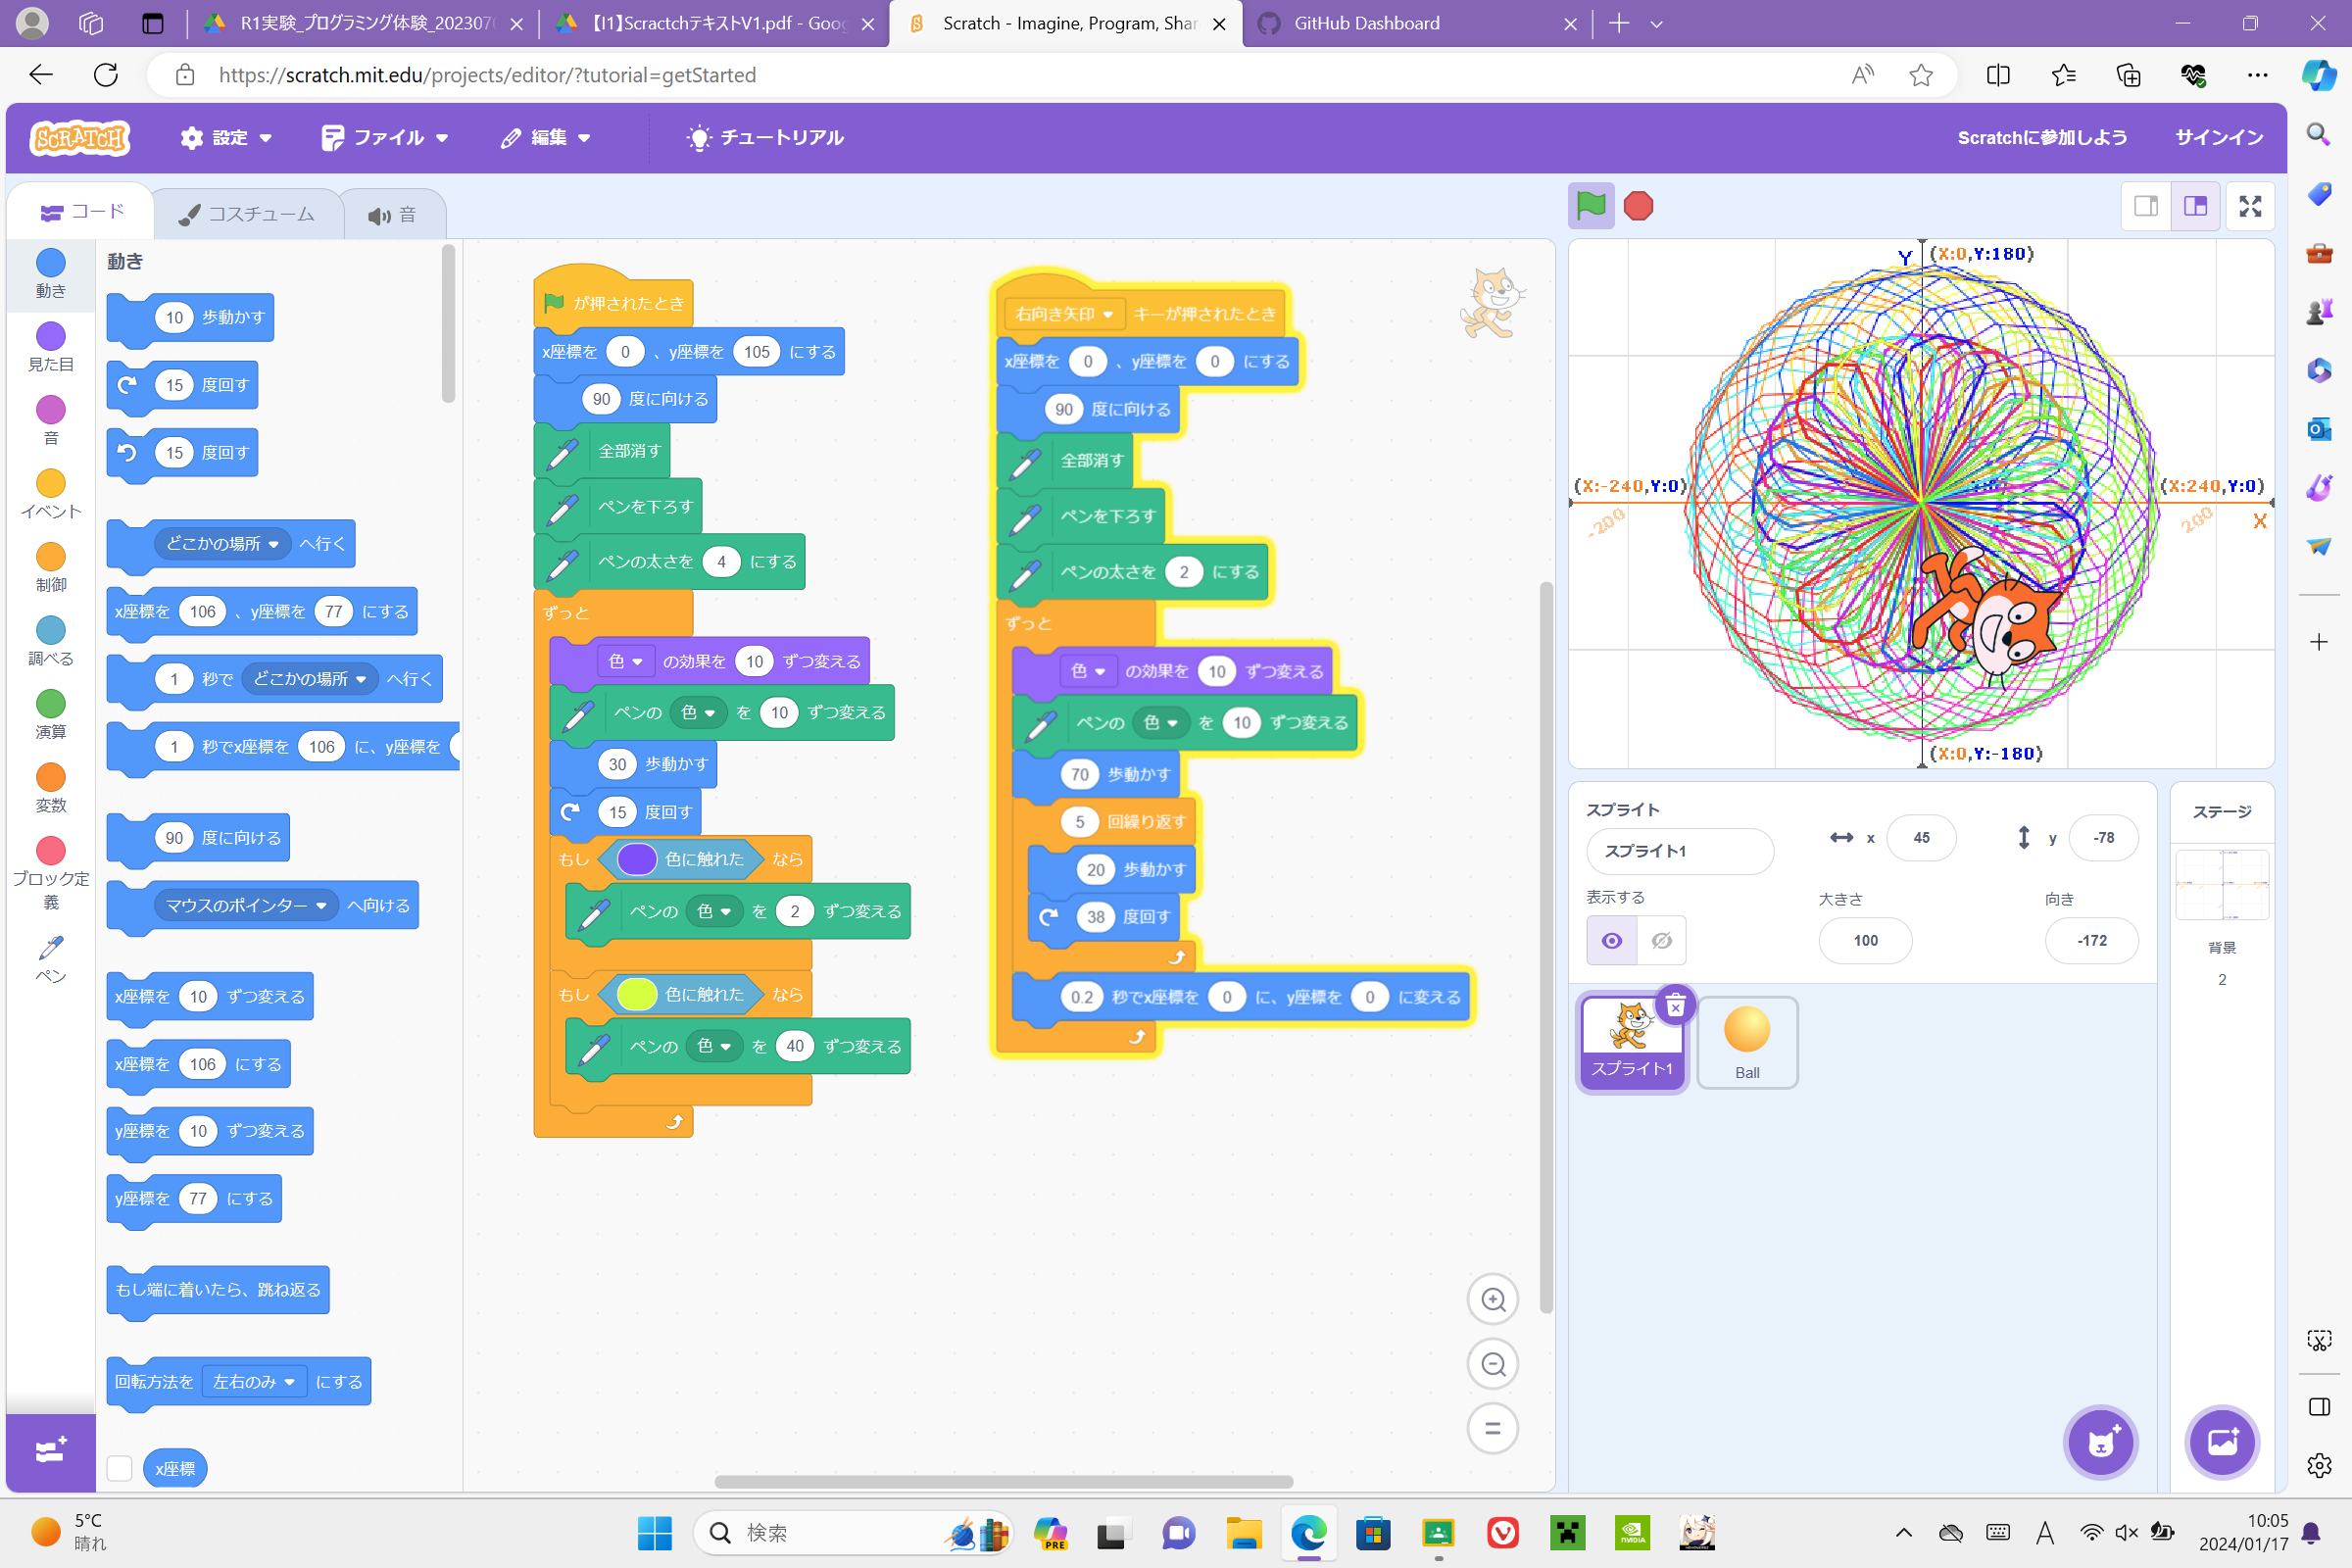 R1実験_プログラミング体験_202307
【I1】ScractchテキストV1.pdf - Goog
Scratch - Imagine, Program, Shar
GitHub Dashboard
https://scratch.mit.edu/projects/editor/?tutorial=getStarted
SCRATCH
設定
ファイル
編集
チュートリアル
Scratchに参加しよう
サインイン
コード
コスチューム
音
動き
見た目
音
イベント
制御
調べる
演算
変数
ブロック定義
ペン
動き
10 歩動かす
15 度回す
15 度回す
どこかの場所 へ行く
x座標を 106 、y座標を 77 にする
1 秒で どこかの場所 へ行く
1 秒でx座標を 106 に、y座標を
90 度に向ける
マウスのポインター へ向ける
x座標を 10 ずつ変える
x座標を 106 にする
y座標を 10 ずつ変える
y座標を 77 にする
もし端に着いたら、跳ね返る
回転方法を 左右のみ にする
x座標
が押されたとき
x座標を 0 、y座標を 105 にする
90 度に向ける
全部消す
ペンを下ろす
ペンの太さを 4 にする
ずっと
色 の効果を 10 ずつ変える
ペンの 色 を 10 ずつ変える
30 歩動かす
15 度回す
もし 色に触れた なら
ペンの 色 を 2 ずつ変える
もし 色に触れた なら
ペンの 色 を 40 ずつ変える
右向き矢印 キーが押されたとき
x座標を 0 、y座標を 0 にする
90 度に向ける
全部消す
ペンを下ろす
ペンの太さを 2 にする
ずっと
色 の効果を 10 ずつ変える
ペンの 色 を 10 ずつ変える
70 歩動かす
5 回繰り返す
20 歩動かす
38 度回す
0.2 秒でx座標を 0 に、y座標を 0 に変える
Y (X:0,Y:180)
(X:-240,Y:0)
(X:240,Y:0)
-200
200
X
(X:0,Y:-180)
スプライト
スプライト1
x 45
y -78
表示する
大きさ
100
向き
-172
スプライト1
Ball
ステージ
背景
2
5°C
晴れ
検索
PRE
NVIDIA
A
10:05
2024/01/17